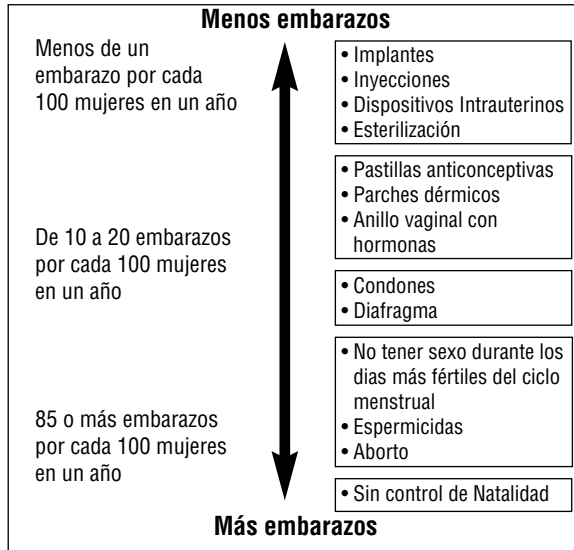 Menos embarazos
Menos de un
embarazo por cada
100 mujeres en un año
• Implantes
• Inyecciones
• Dispositivos Intrauterinos
• Esterilización
• Pastillas anticonceptivas
• Parches dérmicos
• Anillo vaginal con
hormonas
De 10 a 20 embarazos
por cada 100 mujeres
en un año
• Condones
• Diafragma
• No tener sexo durante los
dias más fértiles del ciclo
menstrual
• Espermicidas
• Aborto
85 o más embarazos
por cada 100 mujeres
en un año
• Sin control de Natalidad
Más embarazos